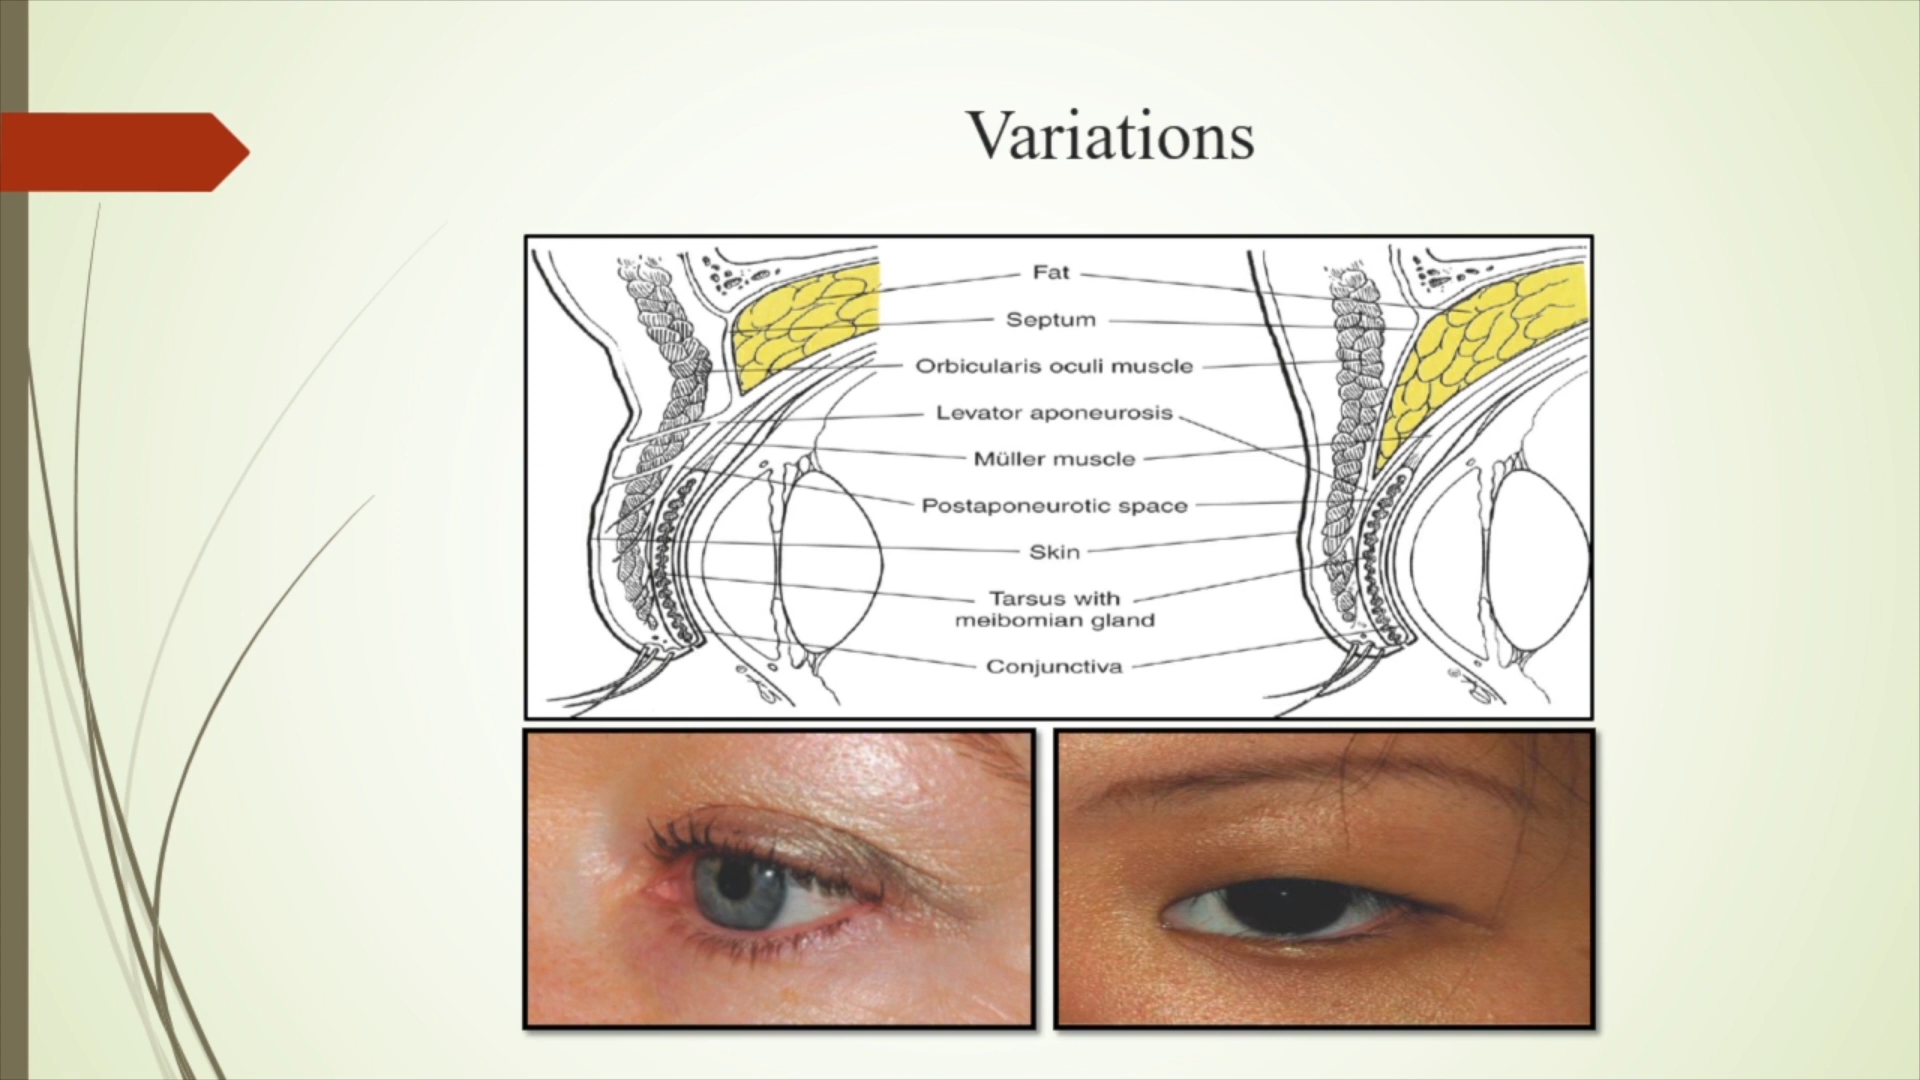 Variations
Fat
Septum
Orbicularis oculi muscle
Levator aponeurosis
Müller muscle
Postaponeurotic space
Skin
Tarsus with
meibomian gland
Conjunctiva